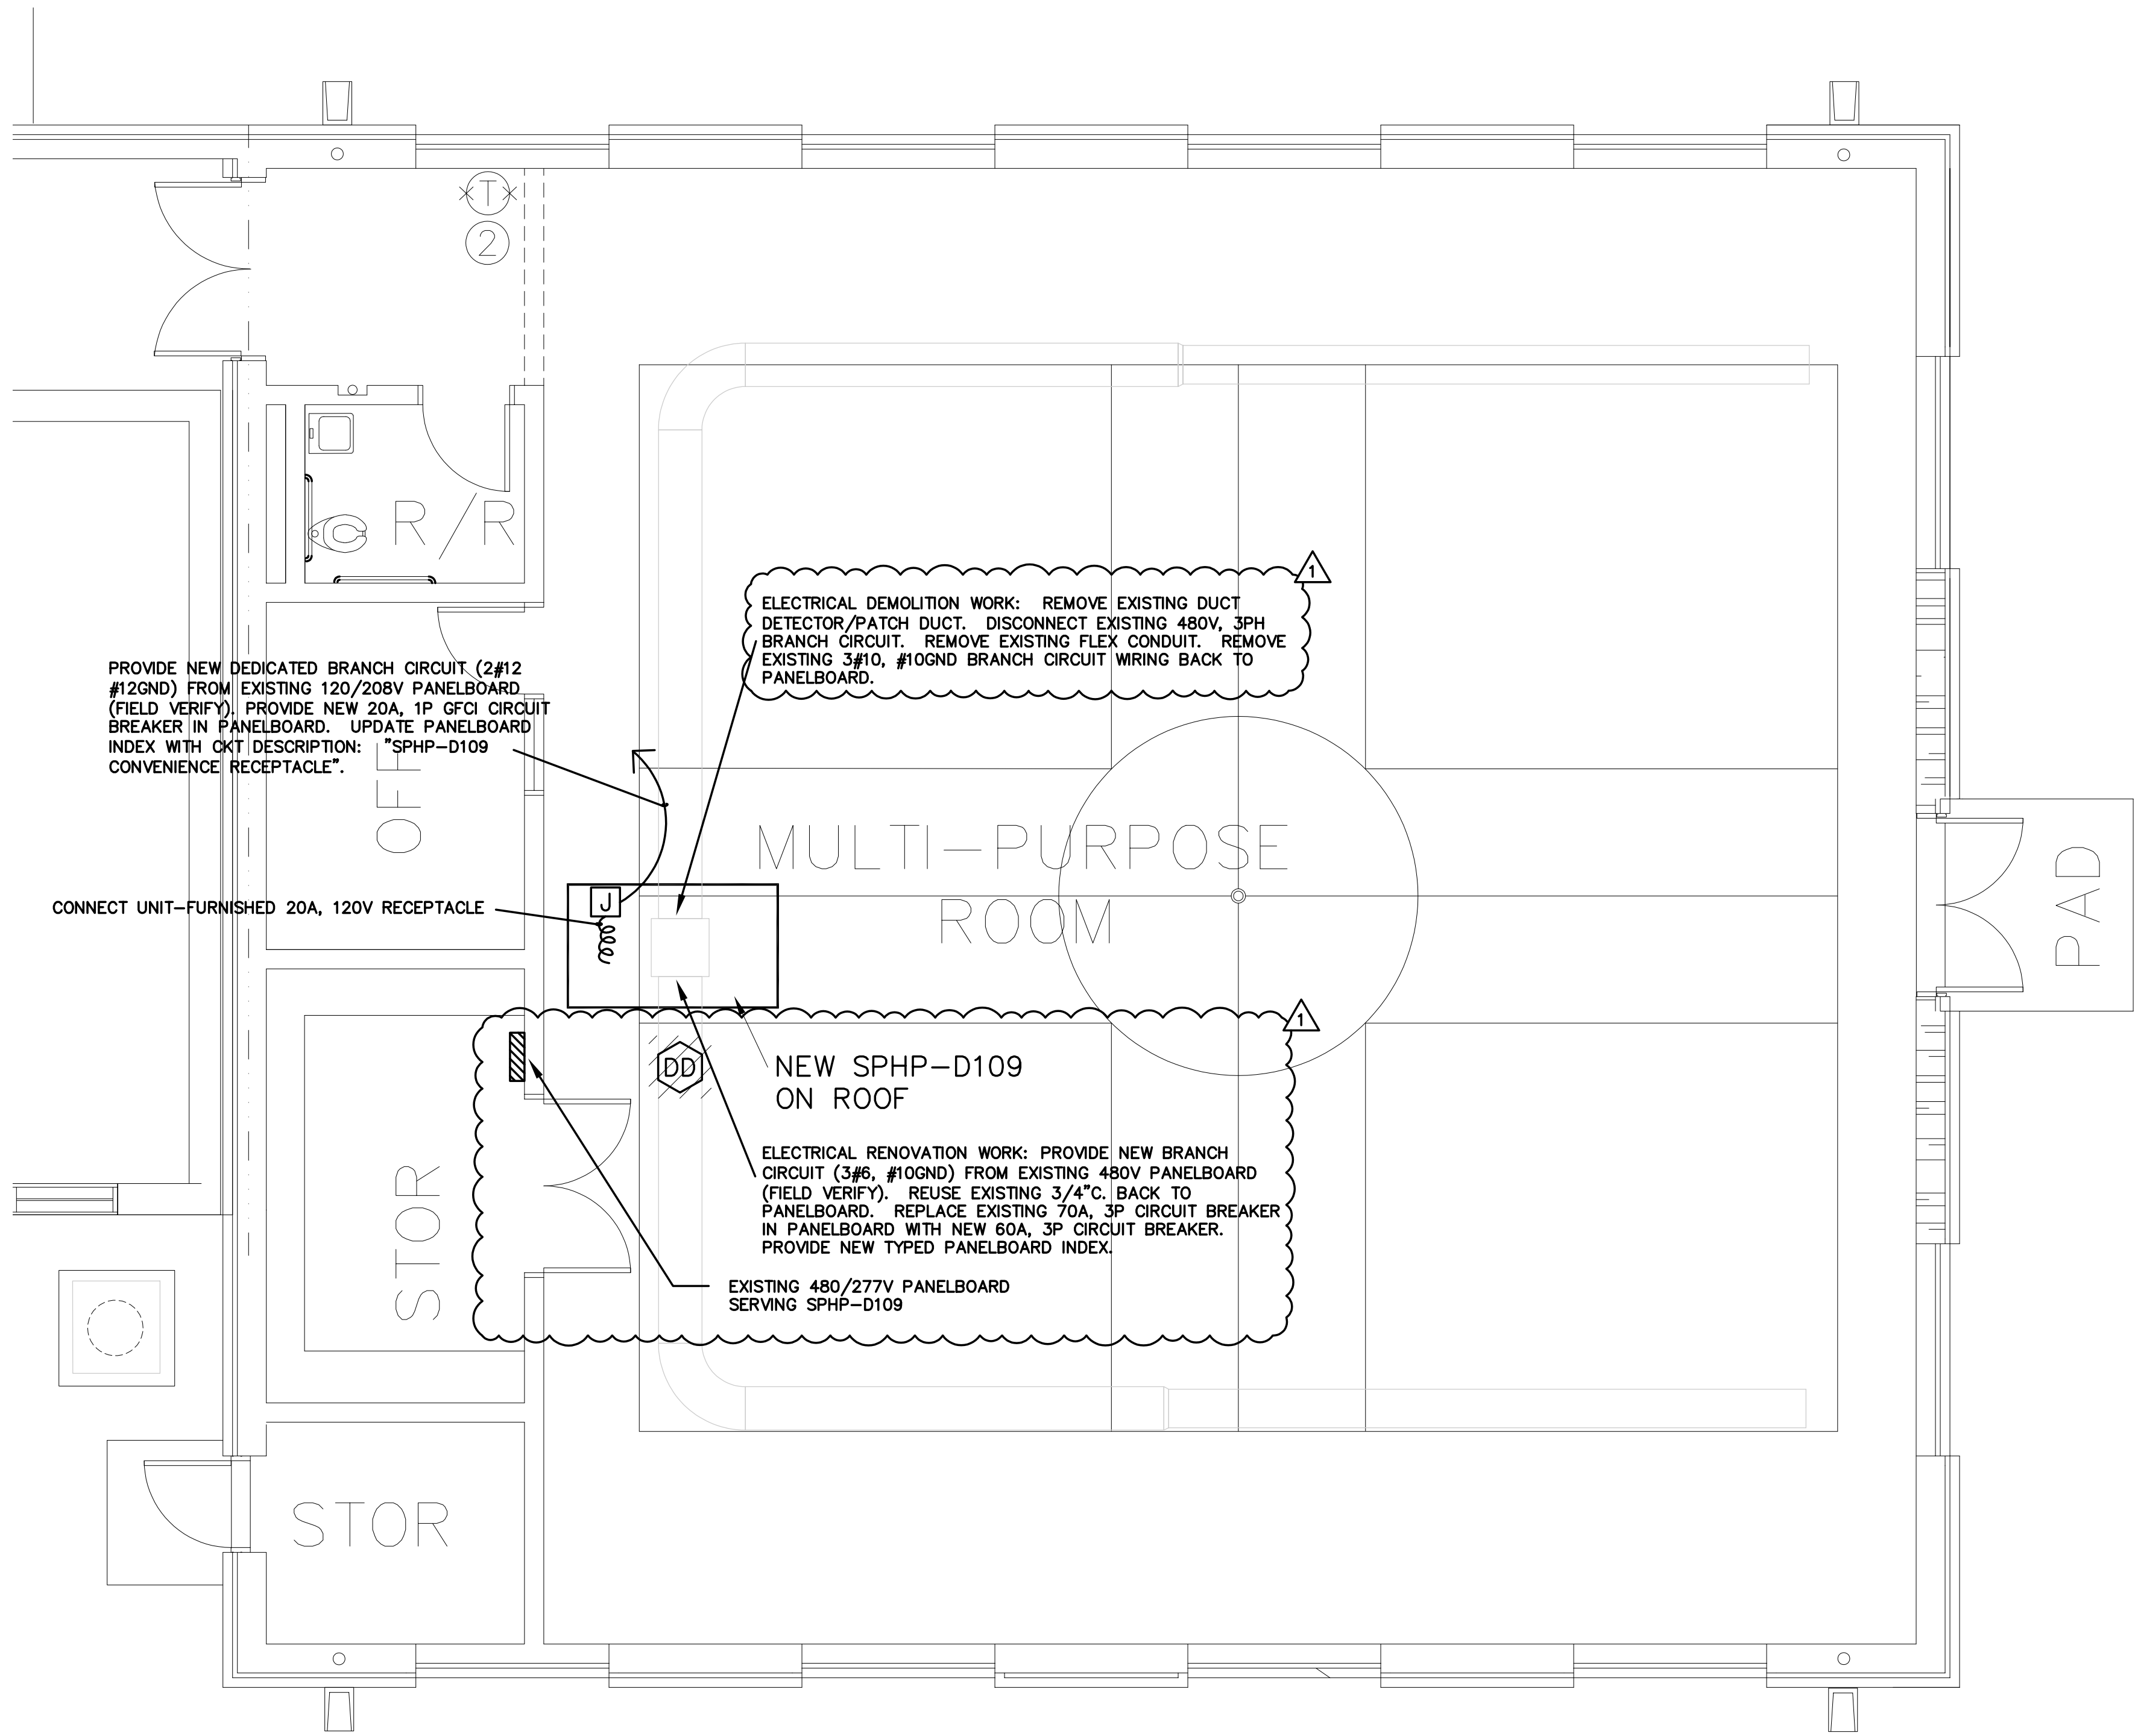 T
2
R/R
1
ELECTRICAL DEMOLITION WORK: REMOVE EXISTING DUCT
DETECTOR/PATCH DUCT. DISCONNECT EXISTING 480V, 3PH
BRANCH CIRCUIT. REMOVE EXISTING FLEX CONDUIT. REMOVE
EXISTING 3#10, #10GND BRANCH CIRCUIT WIRING BACK TO
PANELBOARD.
PROVIDE NEW DEDICATED BRANCH CIRCUIT (2#12
#12GND) FROM EXISTING 120/208V PANELBOARD
(FIELD VERIFY). PROVIDE NEW 20A, 1P GFCI CIRCUIT
BREAKER IN PANELBOARD. UPDATE PANELBOARD
INDEX WITH CKT DESCRIPTION: "SPHP-D109
CONVENIENCE RECEPTACLE".
OFF
MULTI-PURPOSE
ROOM
PAD
J
CONNECT UNIT-FURNISHED 20A, 120V RECEPTACLE
1
DD
NEW SPHP-D109
ON ROOF
ELECTRICAL RENOVATION WORK: PROVIDE NEW BRANCH
CIRCUIT (3#6, #10GND) FROM EXISTING 480V PANELBOARD
(FIELD VERIFY). REUSE EXISTING 3/4"C. BACK TO
PANELBOARD. REPLACE EXISTING 70A, 3P CIRCUIT BREAKER
IN PANELBOARD WITH NEW 60A, 3P CIRCUIT BREAKER.
PROVIDE NEW TYPED PANELBOARD INDEX.
STOR
EXISTING 480/277V PANELBOARD
SERVING SPHP-D109
STOR